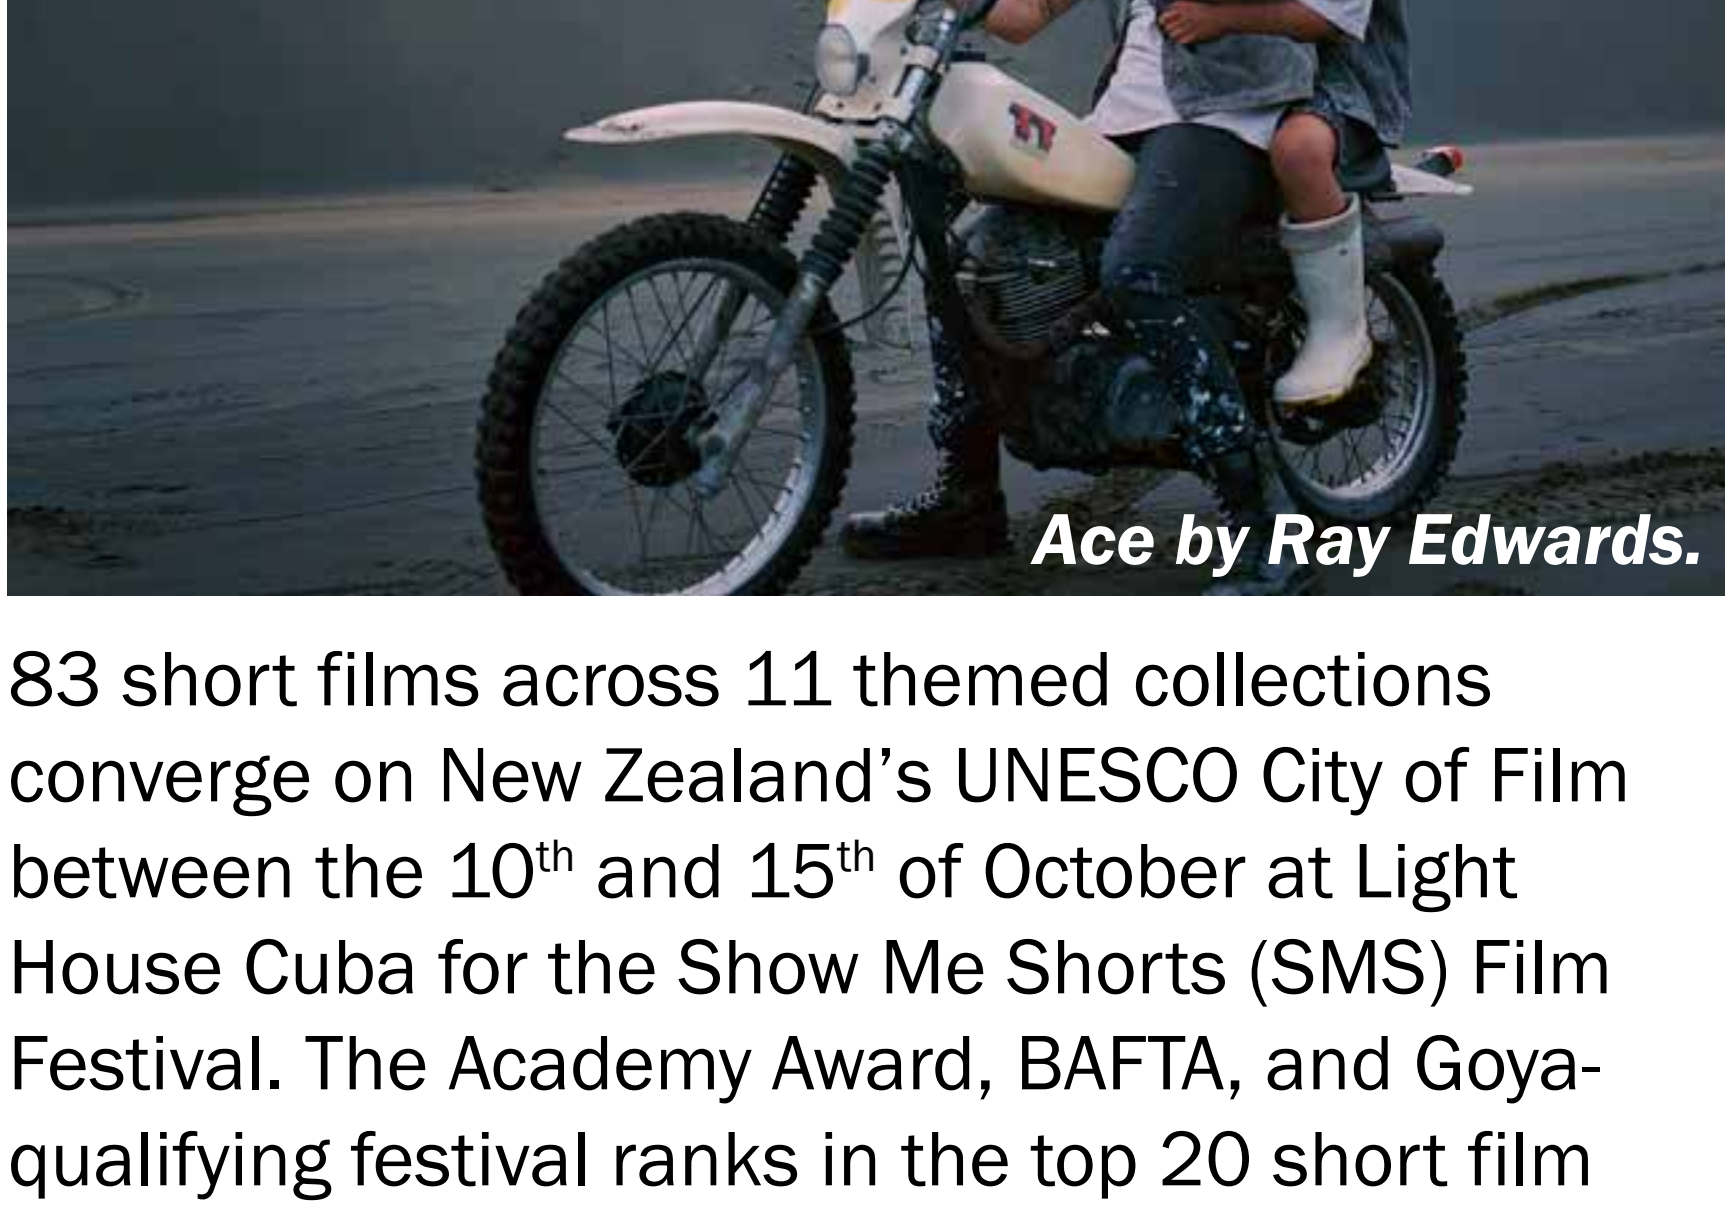 Ace by Ray Edwards.
83 short films across 11 themed collections
converge on New Zealand’s UNESCO City of Film
between the 10th and 15th of October at Light
House Cuba for the Show Me Shorts (SMS) Film
Festival. The Academy Award, BAFTA, and Goya-
qualifying festival ranks in the top 20 short film